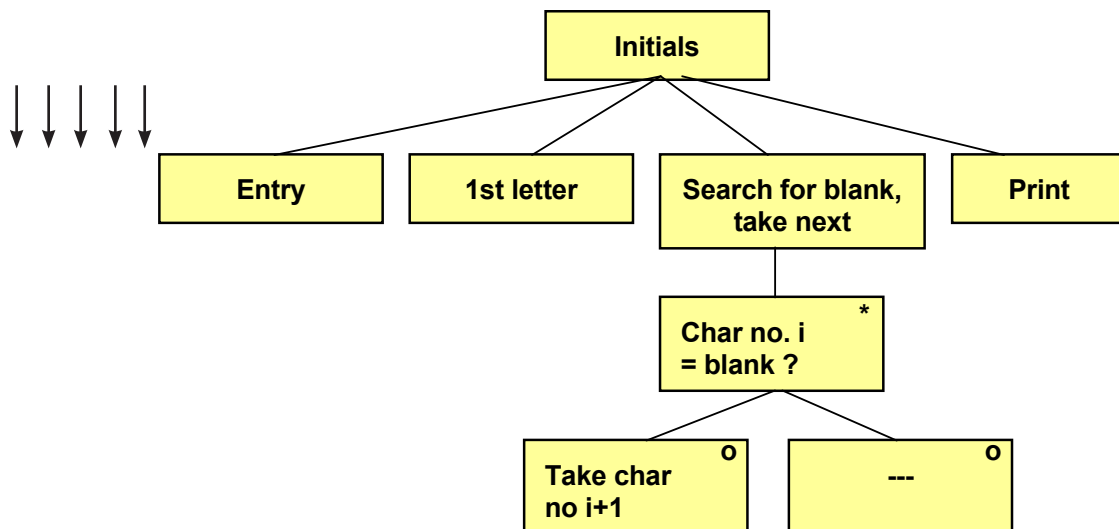 Initials
Entry
1st letter
Search for blank,
take next
Print
*
Char no. i
= blank ?
o
Take char
no i+1
o
---